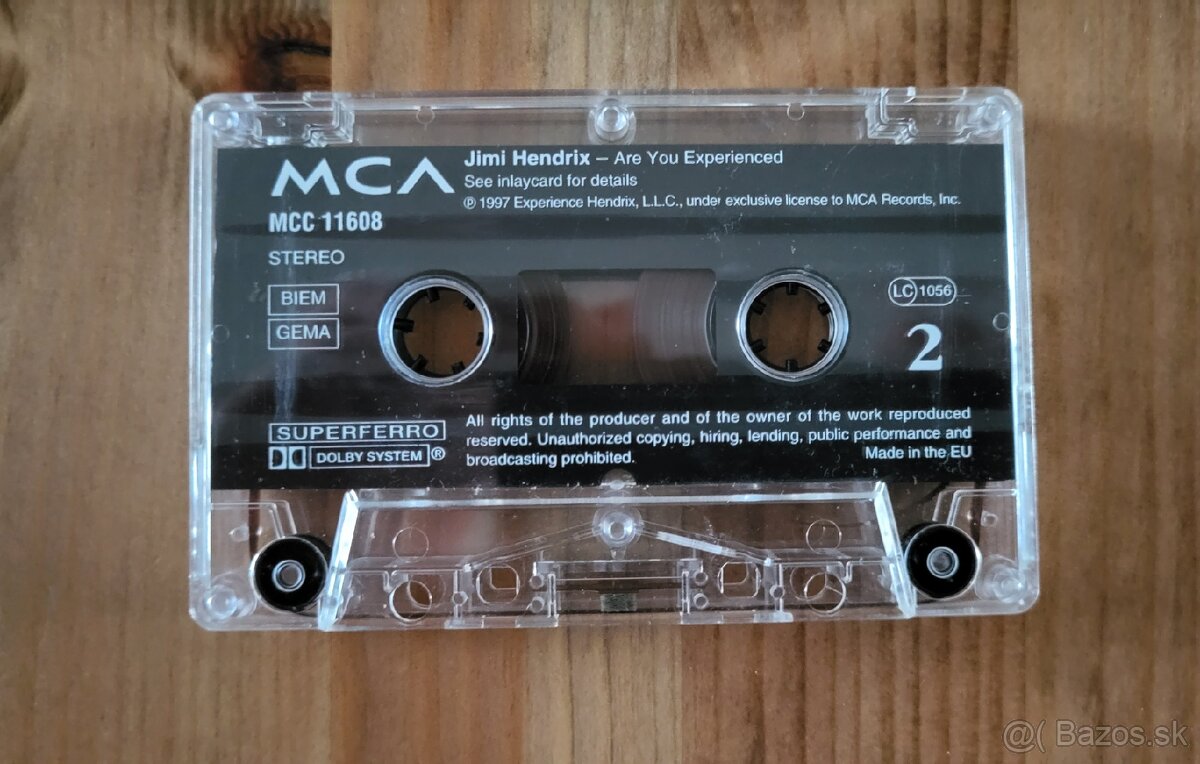 MCA
Jimi Hendrix – Are You Experienced
See inlaycard for details
℗ 1997 Experience Hendrix, L.L.C., under exclusive license to MCA Records, Inc.
MCC 11608
STEREO
BIEM
GEMA
LC 1056
2
SUPERFERRO
DOLBY SYSTEM®
All rights of the producer and of the owner of the work reproduced
reserved. Unauthorized copying, hiring, lending, public performance and
broadcasting prohibited.
Made in the EU
@( Bazos.sk